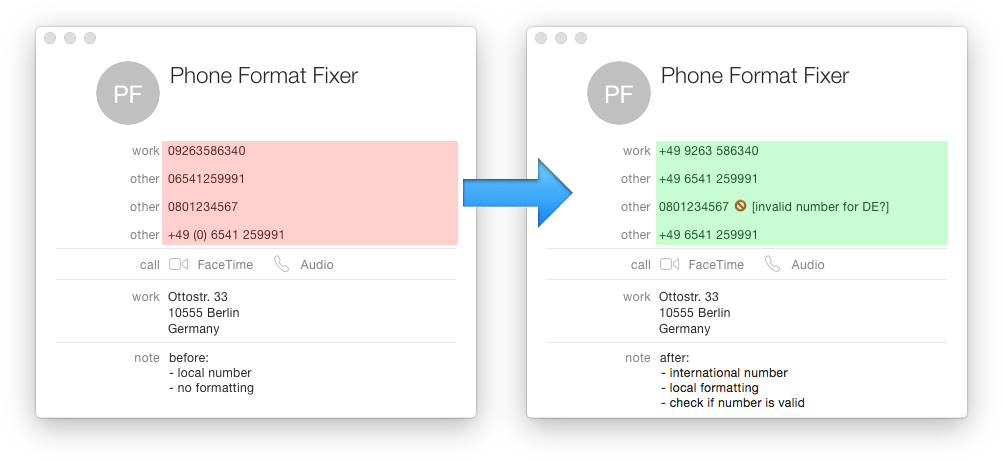 PF
Phone Format Fixer
work 09263586340
other 06541259991
other 0801234567
other +49 (0) 6541 259991
call FaceTime Audio
work Ottostr. 33
10555 Berlin
Germany
note before:
- local number
- no formatting
PF
Phone Format Fixer
work +49 9263 586340
other +49 6541 259991
other 0801234567 🚫 [invalid number for DE?]
other +49 6541 259991
call FaceTime Audio
work Ottostr. 33
10555 Berlin
Germany
note after:
- international number
- local formatting
- check if number is valid